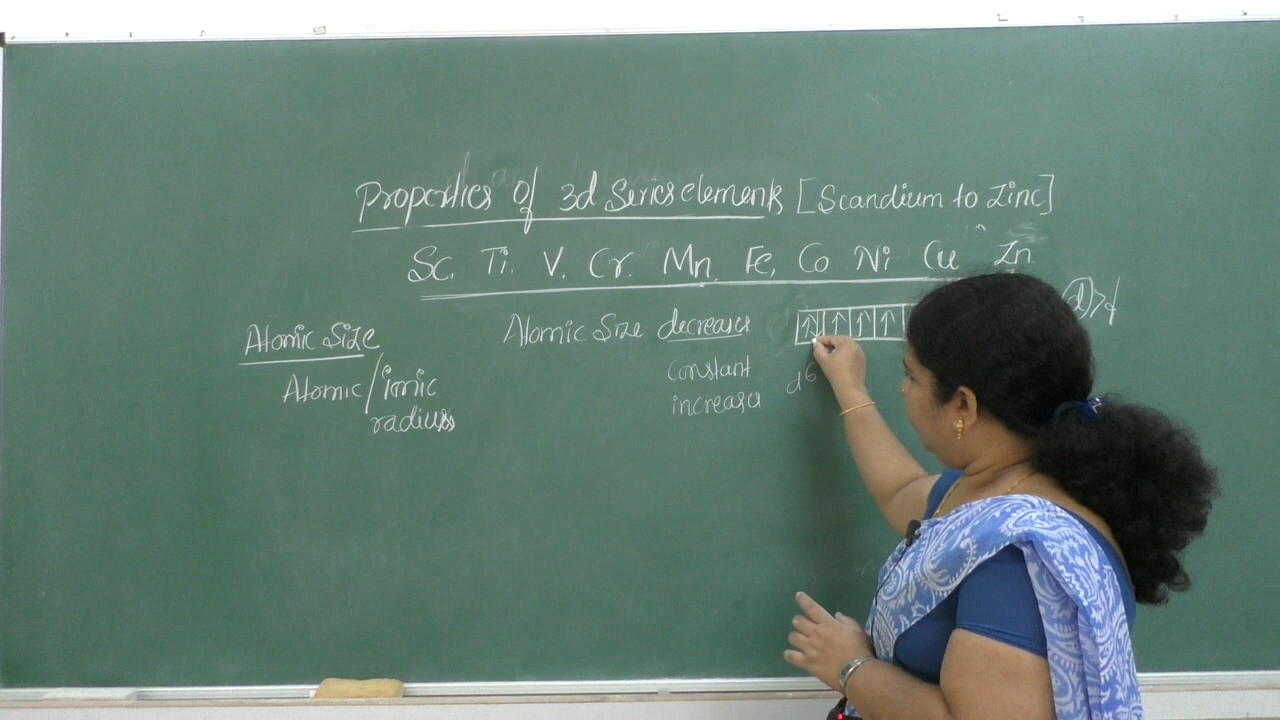 Properties of 3d Series elements [Scandium to Zinc]
Sc. Ti. V. Cr. Mn. Fe. Co Ni Cu Zn
Atomic Size
Atomic/ionic
radius
Atomic Size decreases
constant
increases
d⁶
↑↓ ↑ ↑ ↑
d >